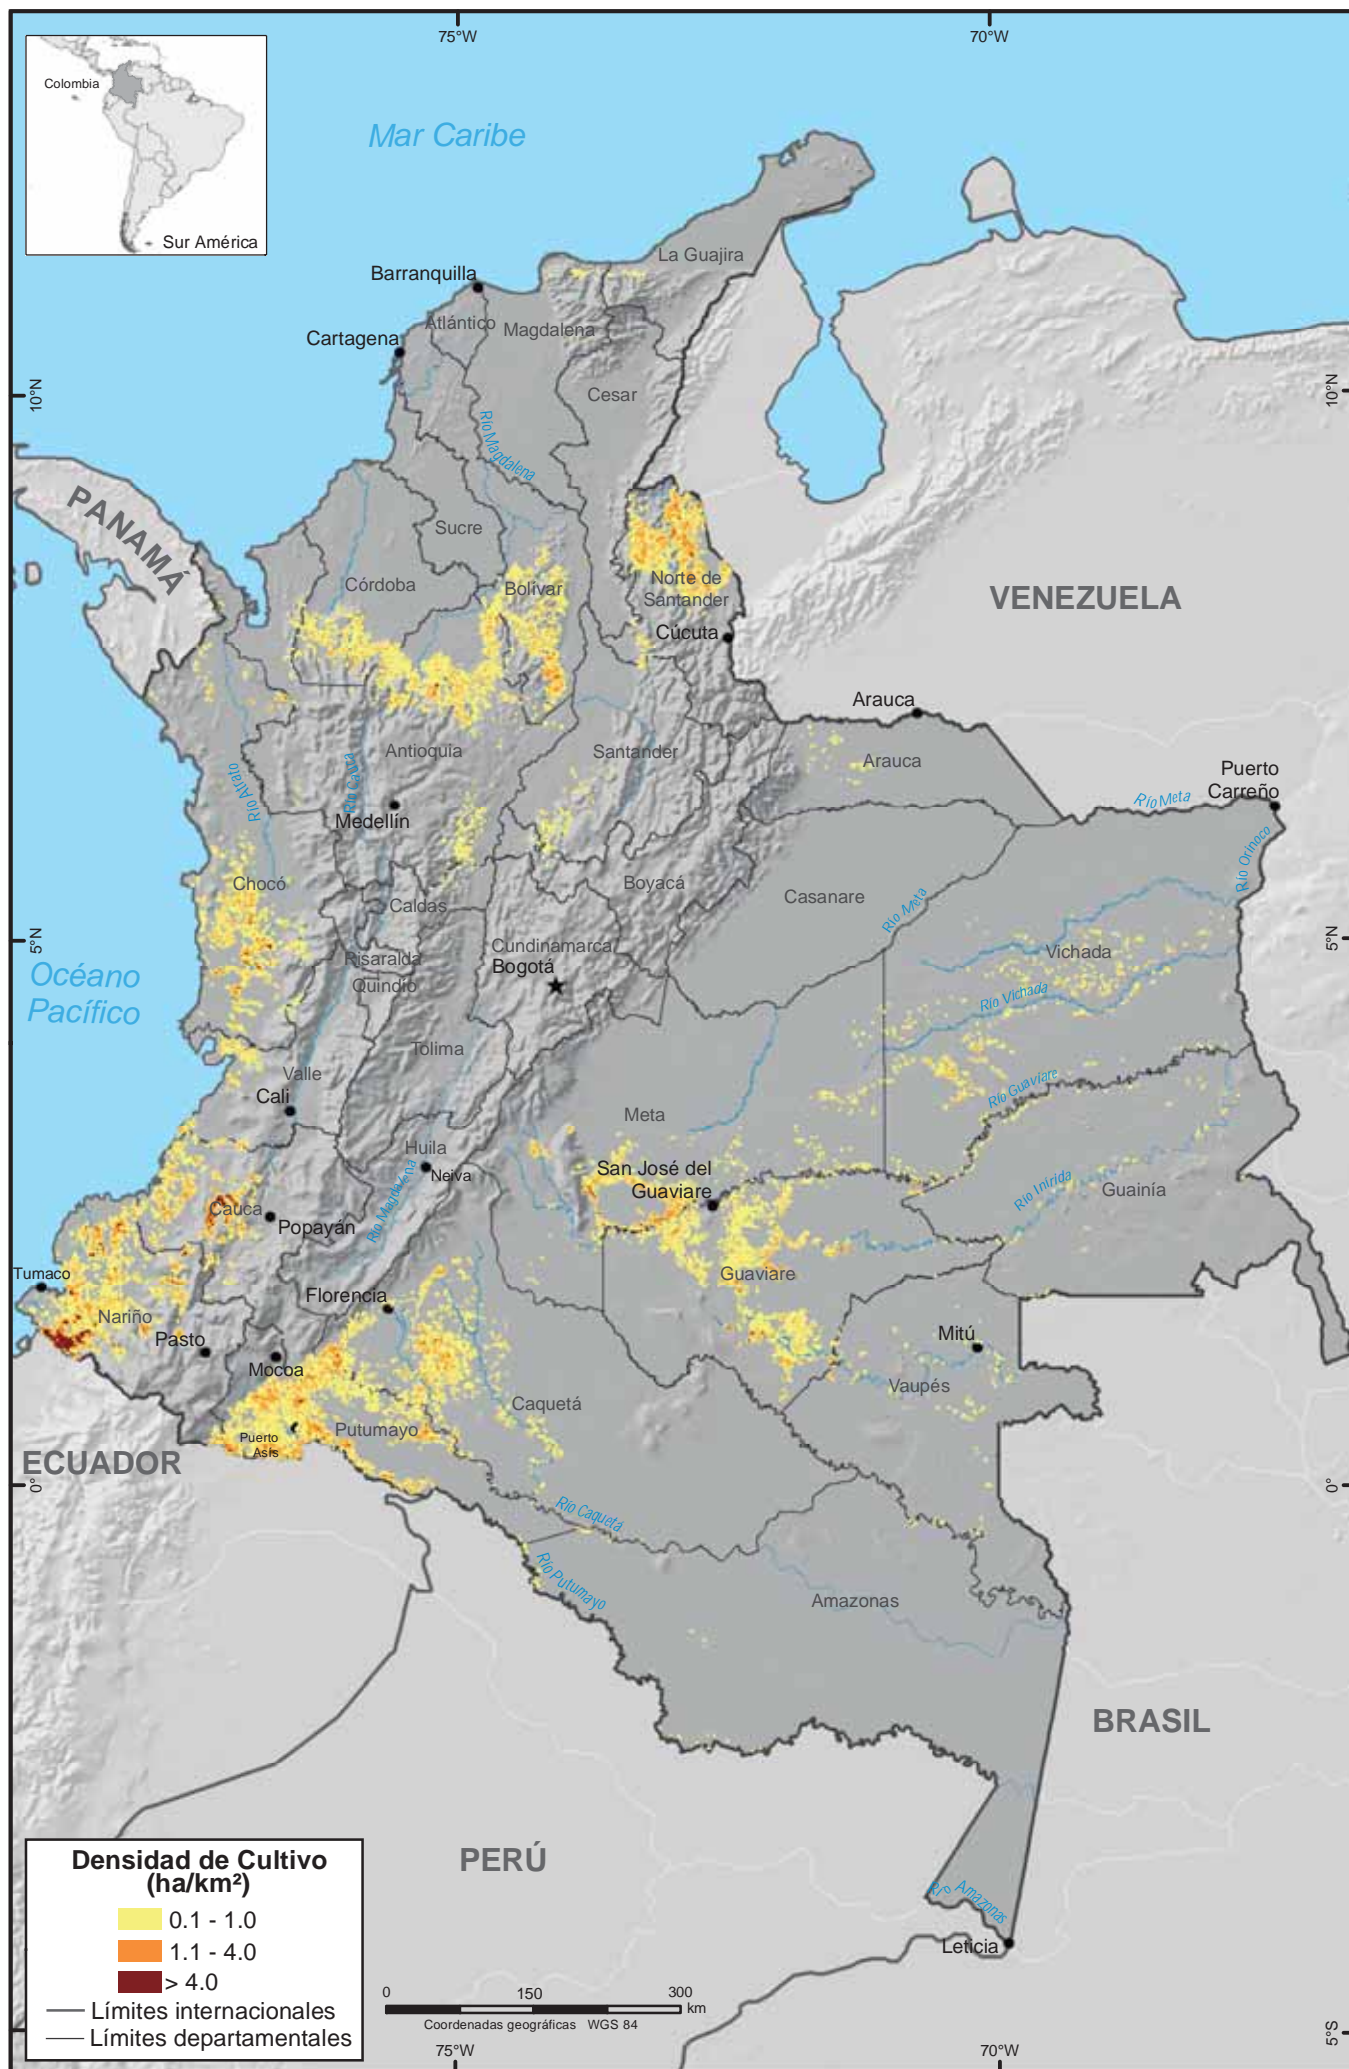 75°W
70°W
Colombia
Sur América
Mar Caribe
La Guajira
Barranquilla
Atlántico
Magdalena
Cartagena
Cesar
10°N
10°N
Río Magdalena
PANAMÁ
Sucre
Córdoba
Bolívar
Norte de
Santander
VENEZUELA
Cúcuta
Arauca
Antioquia
Santander
Arauca
Puerto
Carreño
Río Meta
Río Atrato
Río Cauca
Medellín
Río Orinoco
Chocó
Boyacá
Casanare
Caldas
Río Meta
5°N
5°N
Cundinamarca
Vichada
Risaralda
Bogotá
Océano
Pacífico
Quindío
Río Vichada
Tolima
Valle
Río Guaviare
Cali
Meta
Huila
Neiva
San José del
Guaviare
Río Inírida
Guainía
Río Magdalena
Cauca
Popayán
Tumaco
Guaviare
Florencia
Nariño
Pasto
Mitú
Mocoa
Vaupés
Caquetá
Putumayo
Puerto
Asís
ECUADOR
0°
0°
Río Caquetá
Río Putumayo
Amazonas
BRASIL
PERÚ
Río Amazonas
Leticia
Densidad de Cultivo
(ha/km²)
0.1 - 1.0
1.1 - 4.0
> 4.0
Límites internacionales
Límites departamentales
0 150 300
km
Coordenadas geográficas WGS 84
5°S
75°W
70°W